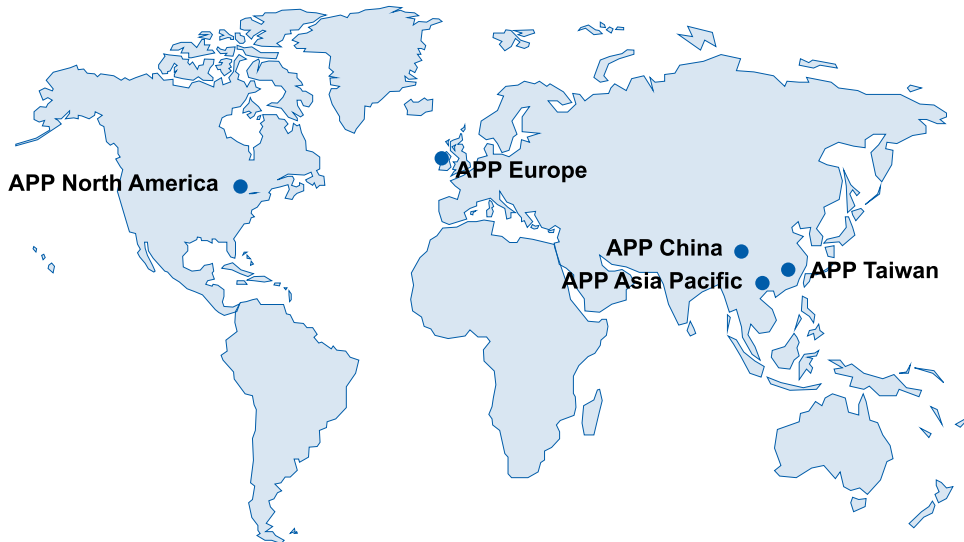 APP Europe
APP North America
APP China
APP Taiwan
APP Asia Pacific